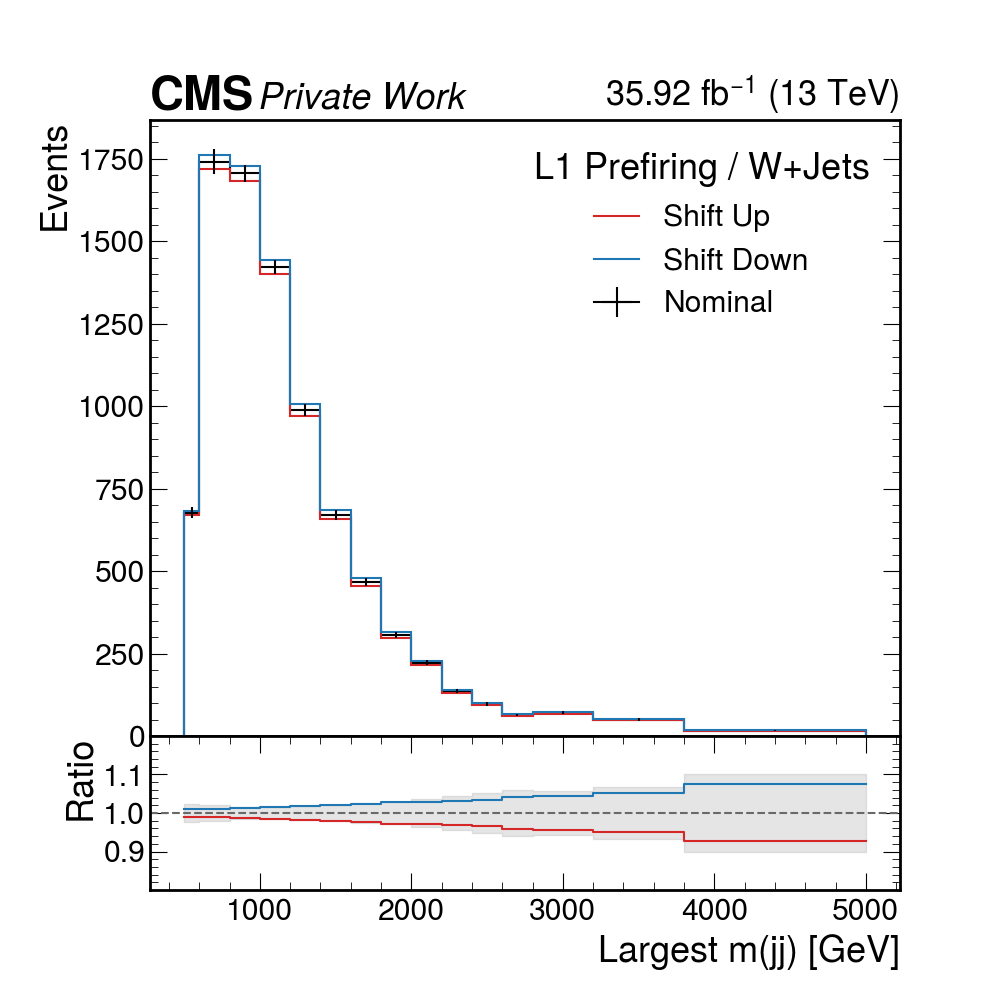 CMS Private Work 35.92 fb⁻¹ (13 TeV)
Events
1750
1500
1250
1000
750
500
250
0
L1 Prefiring / W+Jets
Shift Up
Shift Down
Nominal
Ratio
1.1
1.0
0.9
1000 2000 3000 4000 5000
Largest m(jj) [GeV]